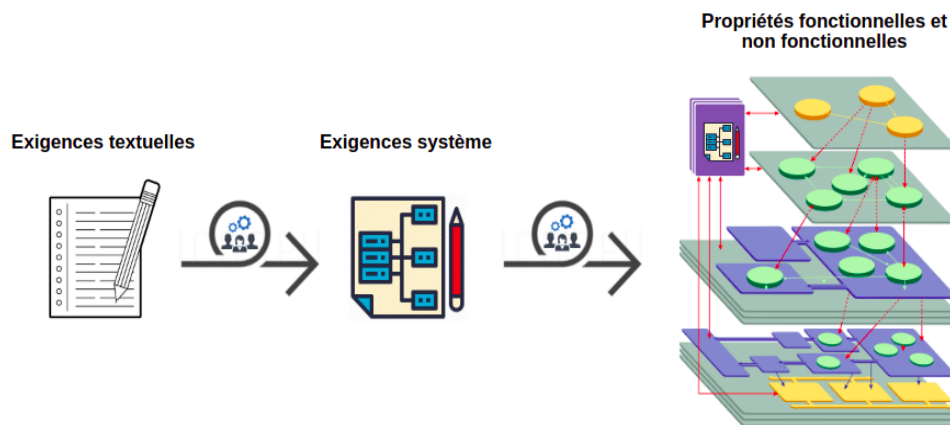 Propriétés fonctionnelles et
non fonctionnelles
Exigences textuelles
Exigences système